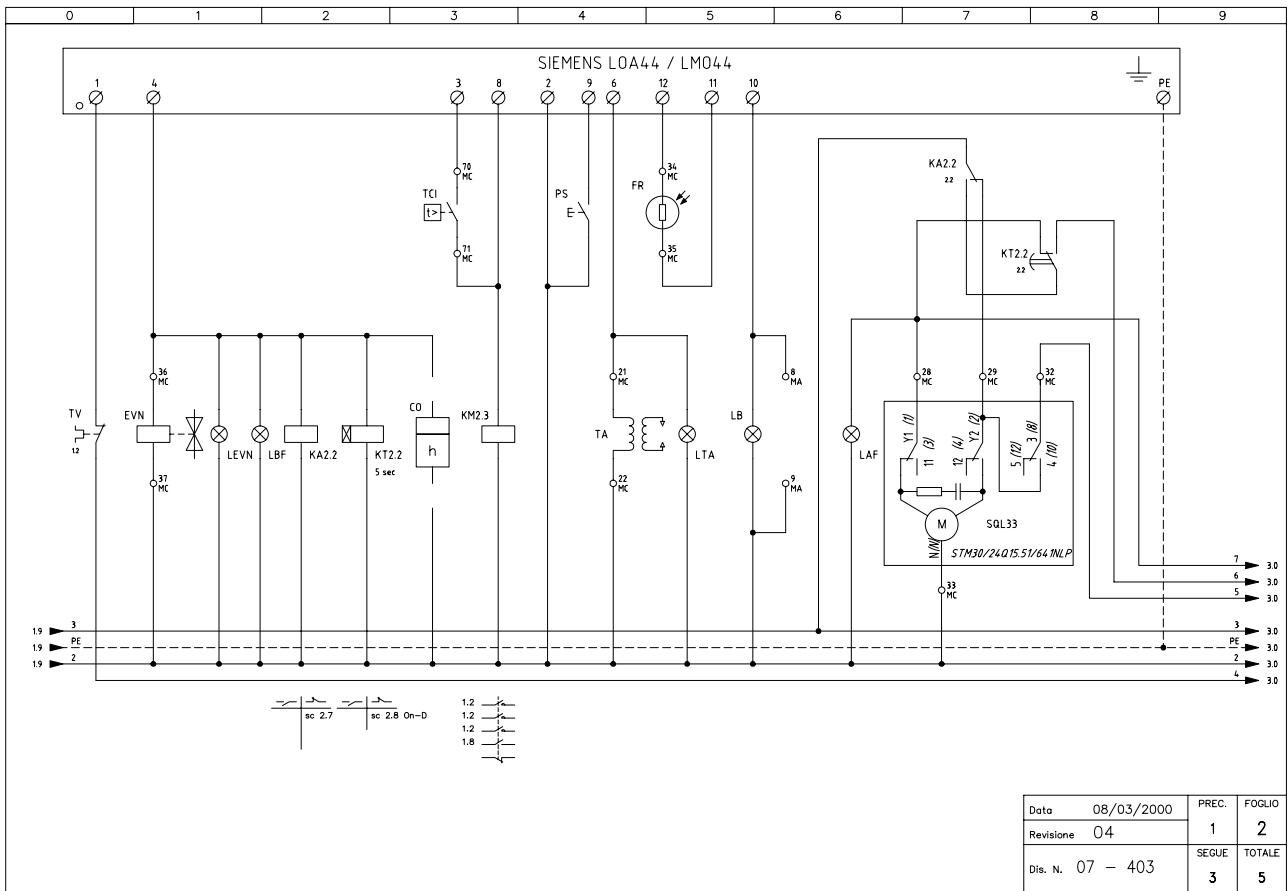 0 1 2 3 4 5 6 7 8 9
SIEMENS LOA44 / LMO44
1 4 3 8 2 9 6 12 11 10 PE
70
MC
TCI
t>
71
MC
PS
E
34
MC
FR
35
MC
KA2.2
2.2
KT2.2
2.2
36
MC
21
MC
8
MA
28
MC
29
MC
32
MC
TV
1.2
EVN
LEVN
LBF
KA2.2
KT2.2
5 sec
CO
h
KM2.3
TA
LTA
LB
LAF
Y1 (1)
11 (3)
12 (4)
Y2 (2)
5 (12)
3 (8)
4 (10)
37
MC
22
MC
9
MA
M
SQL33
N (N)
STM30/24Q15.51/641NLP
33
MC
7 3.0
6 3.0
5 3.0
1.9 3 3 3.0
1.9 PE PE 3.0
1.9 2 2 3.0
4 3.0
sc 2.7
sc 2.8 On-D
1.2
1.2
1.2
1.8
Data 08/03/2000
PREC. FOGLIO
1 2
Revisione 04
Dis. N. 07 - 403
SEGUE TOTALE
3 5